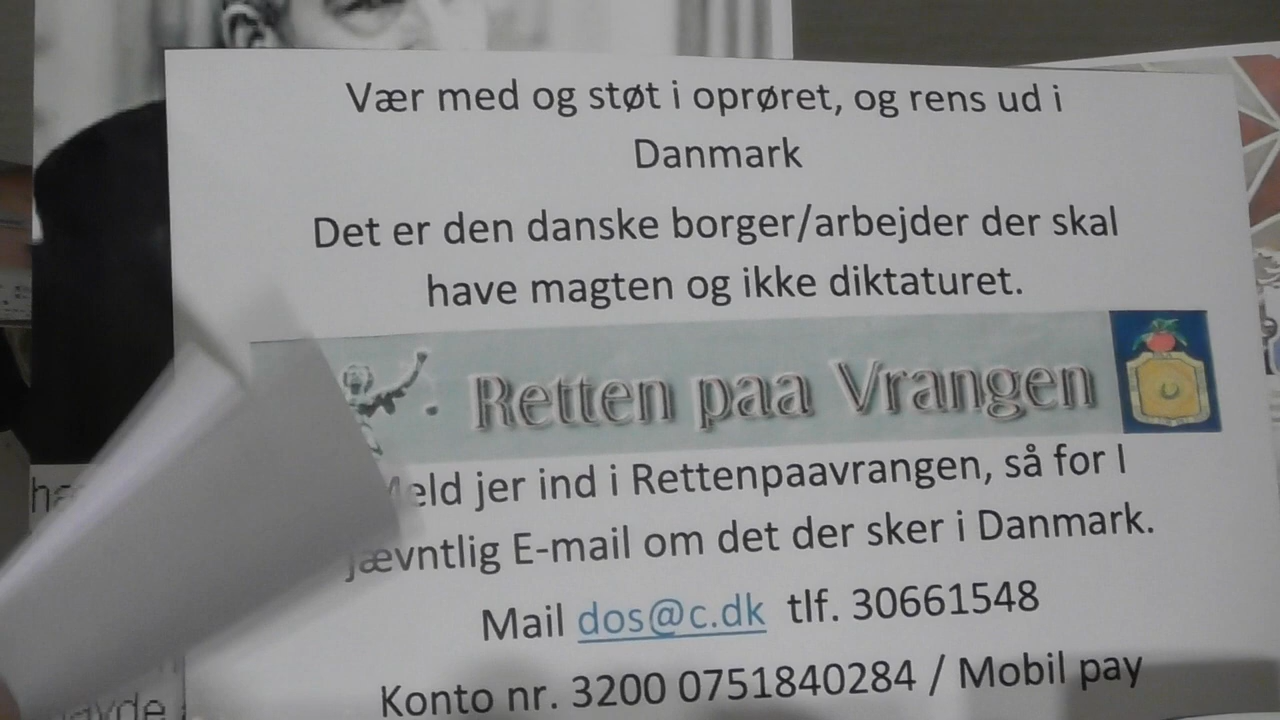 Vær med og støt i oprøret, og rens ud i
Danmark
Det er den danske borger/arbejder der skal
have magten og ikke diktaturet.
Retten paa Vrangen
Meld jer ind i Rettenpaavrangen, så for I
jævntlig E-mail om det der sker i Danmark.
Mail dos@c.dk tlf. 30661548
Konto nr. 3200 0751840284 / Mobil pay